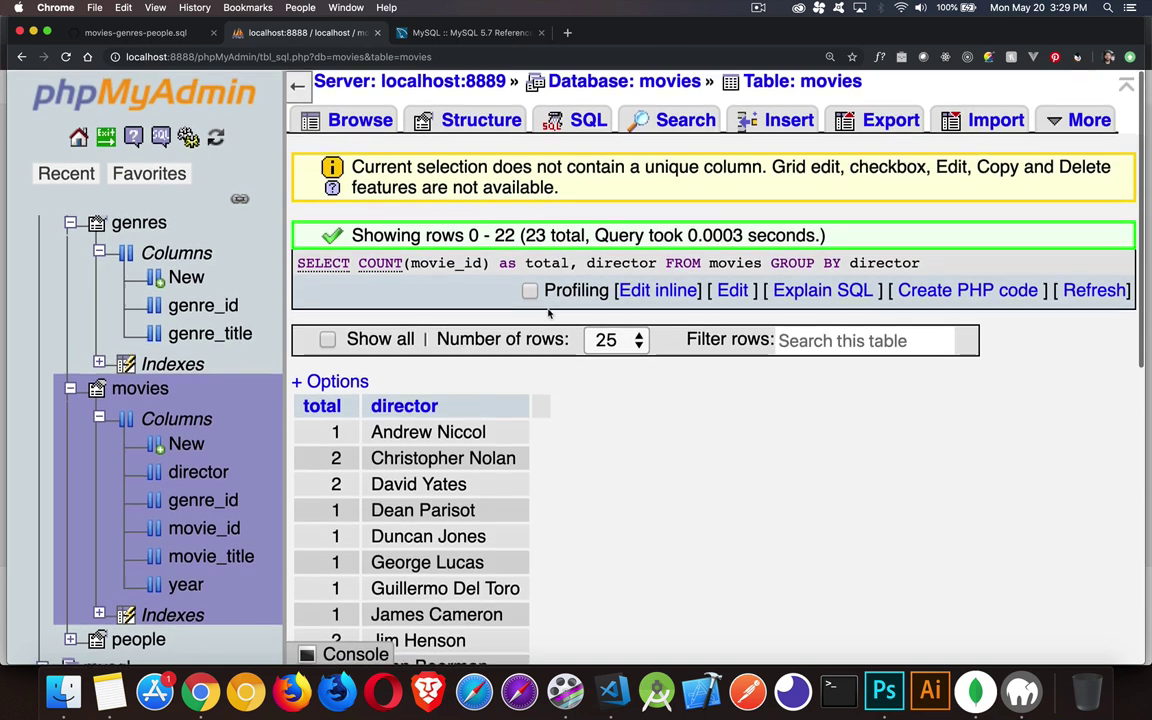 Chrome File Edit View History Bookmarks People Window Help 100% Mon May 20 3:29 PM
movies-genres-people.sql × localhost:8888 / localhost / mo × MySQL :: MySQL 5.7 Referenc × +
localhost:8888/phpMyAdmin/tbl_sql.php?db=movies&table=movies
phpMyAdmin
Recent Favorites
genres
Columns
New
genre_id
genre_title
Indexes
movies
Columns
New
director
genre_id
movie_id
movie_title
year
Indexes
people
Server: localhost:8889 » Database: movies » Table: movies
Browse Structure SQL Search Insert Export Import More
Current selection does not contain a unique column. Grid edit, checkbox, Edit, Copy and Delete
features are not available.
Showing rows 0 - 22 (23 total, Query took 0.0003 seconds.)
SELECT COUNT(movie_id) as total, director FROM movies GROUP BY director
Profiling [Edit inline] [ Edit ] [ Explain SQL ] [ Create PHP code ] [ Refresh]
Show all | Number of rows: 25 Filter rows: Search this table
+ Options
total director
1 Andrew Niccol
2 Christopher Nolan
2 David Yates
1 Dean Parisot
1 Duncan Jones
1 George Lucas
1 Guillermo Del Toro
1 James Cameron
2 Jim Henson
Console
Ps Ai